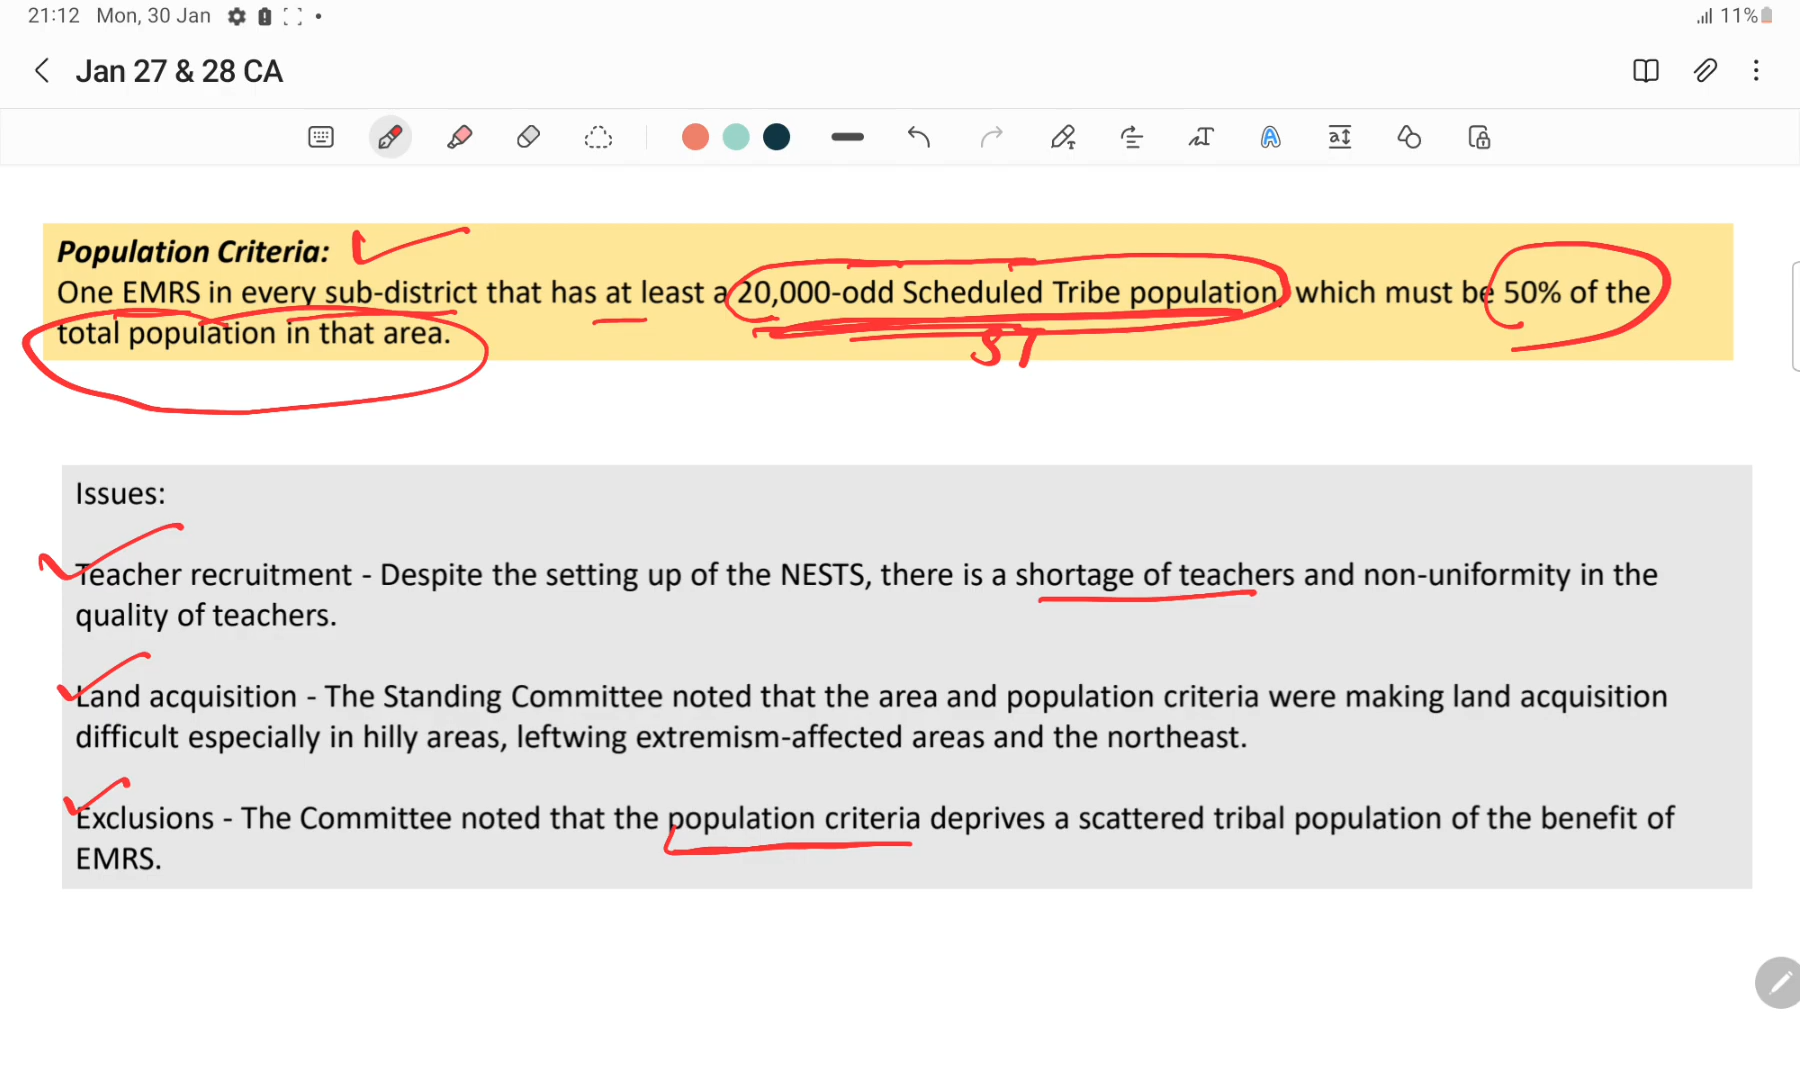 21:12 Mon, 30 Jan
11%
Jan 27 & 28 CA
Population Criteria:
One EMRS in every sub-district that has at least a 20,000-odd Scheduled Tribe population, which must be 50% of the
total population in that area.
ST
Issues:
Teacher recruitment - Despite the setting up of the NESTS, there is a shortage of teachers and non-uniformity in the
quality of teachers.
Land acquisition - The Standing Committee noted that the area and population criteria were making land acquisition
difficult especially in hilly areas, leftwing extremism-affected areas and the northeast.
Exclusions - The Committee noted that the population criteria deprives a scattered tribal population of the benefit of
EMRS.